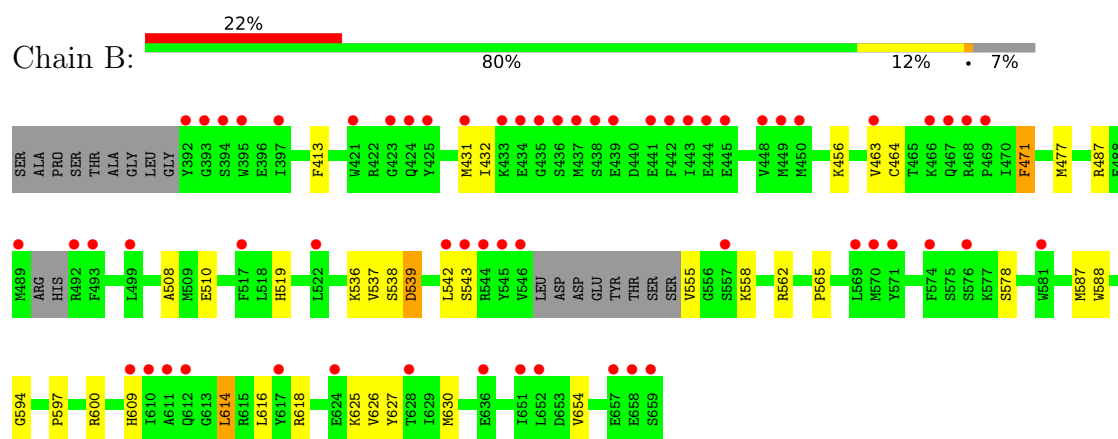 22%
Chain B:
80% 12% • 7%
SER ALA PRO SER THR ALA GLY LEU GLY Y392 G393 S394 W395 E396 I397 F413 W421 R422 G423 Q424 Y425 M431 I432 K433 E434 G435 S436 M437 S438 E439 D440 E441 F442 I443 E444 E445 V448 M449 M450 K456 V463 C464 T465 K466 Q467 R468 P469 I470 F471 M477 R487 E488
M489 ARG HIS R492 F493 L499 A508 M509 E510 F517 L518 H519 L522 K536 V537 S538 D539 L542 S543 R544 Y545 V546 LEU ASP ASP GLU TYR THR SER SER V555 G556 S557 K558 R562 P565 L569 M570 Y571 F574 S575 S576 K577 S578 W581 M587 W588
G594 P597 R600 H609 I610 A611 Q612 G613 L614 R615 L616 Y617 R618 E624 K625 V626 Y627 T628 I629 M630 E636 I651 L652 D653 V654 E657 E658 S659